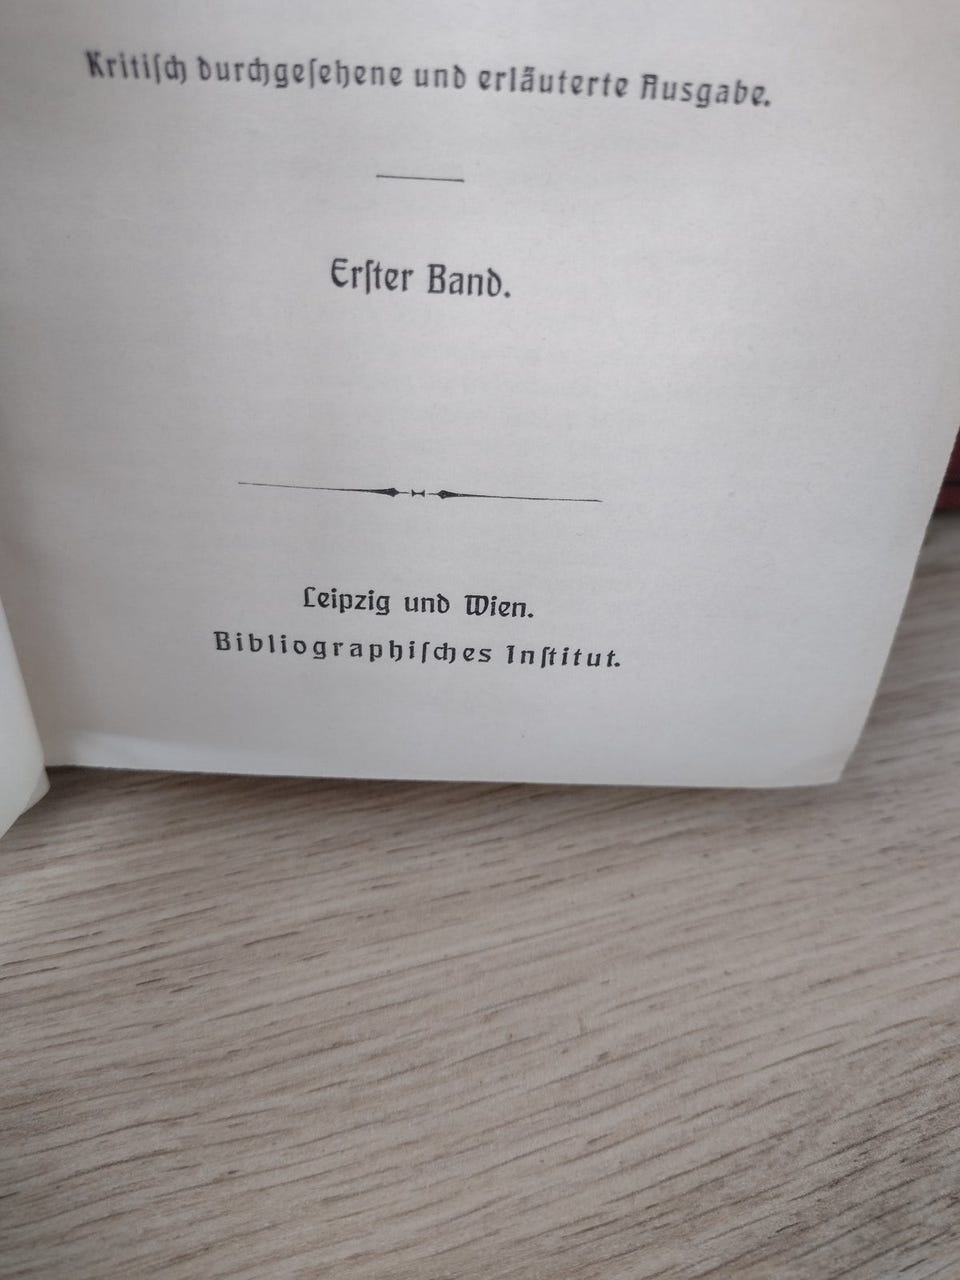 Kritiſch durchgeſehene und erläuterte Ausgabe.
Erſter Band.
Leipzig und Wien.
Bibliographiſches Inſtitut.